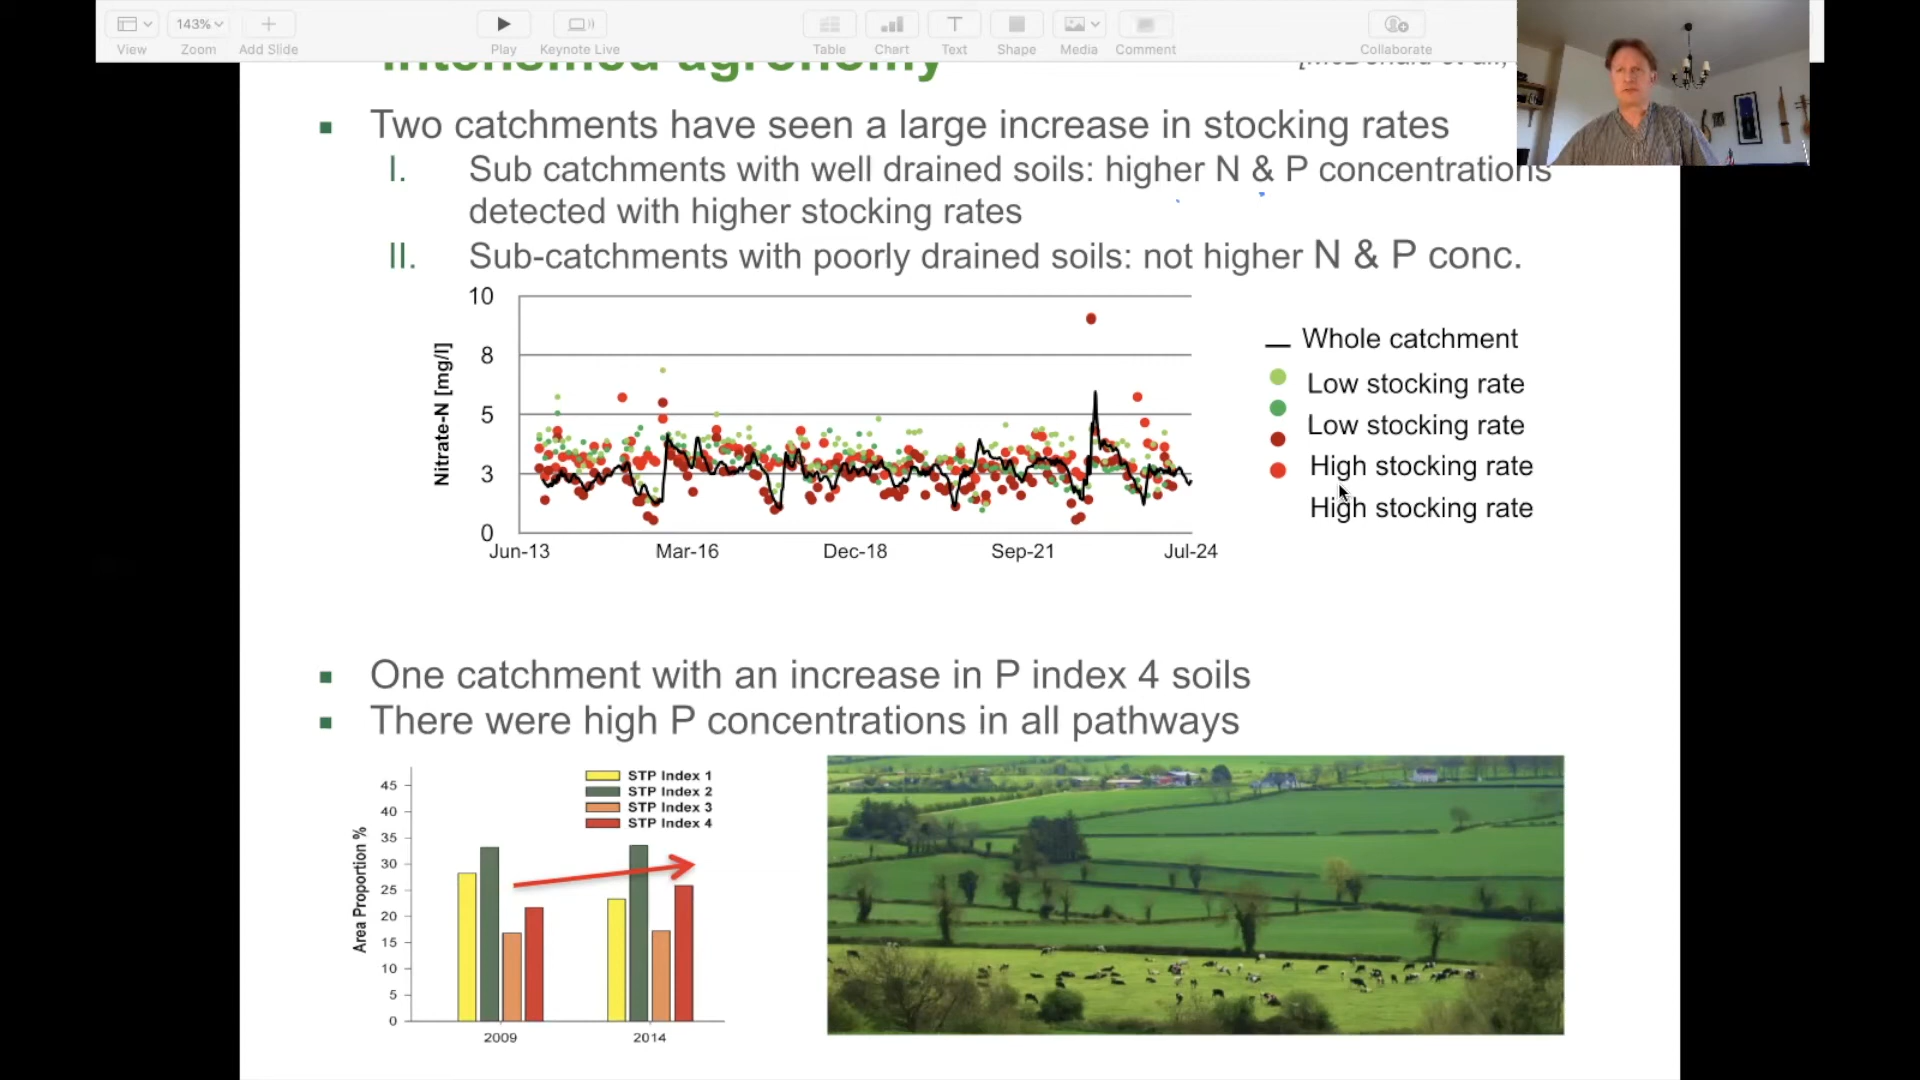 143%
View
Zoom
Add Slide
Play
Keynote Live
Table
Chart
Text
Shape
Media
Comment
Collaborate
Intensified agronomy
[McDonald et al.,
Two catchments have seen a large increase in stocking rates
I. Sub catchments with well drained soils: higher N & P concentrations
detected with higher stocking rates
II. Sub-catchments with poorly drained soils: not higher N & P conc.
Nitrate-N [mg/l]
10
8
5
3
0
Jun-13
Mar-16
Dec-18
Sep-21
Jul-24
Whole catchment
Low stocking rate
Low stocking rate
High stocking rate
High stocking rate
One catchment with an increase in P index 4 soils
There were high P concentrations in all pathways
Area Proportion %
45
40
35
30
25
20
15
10
5
0
STP Index 1
STP Index 2
STP Index 3
STP Index 4
2009
2014